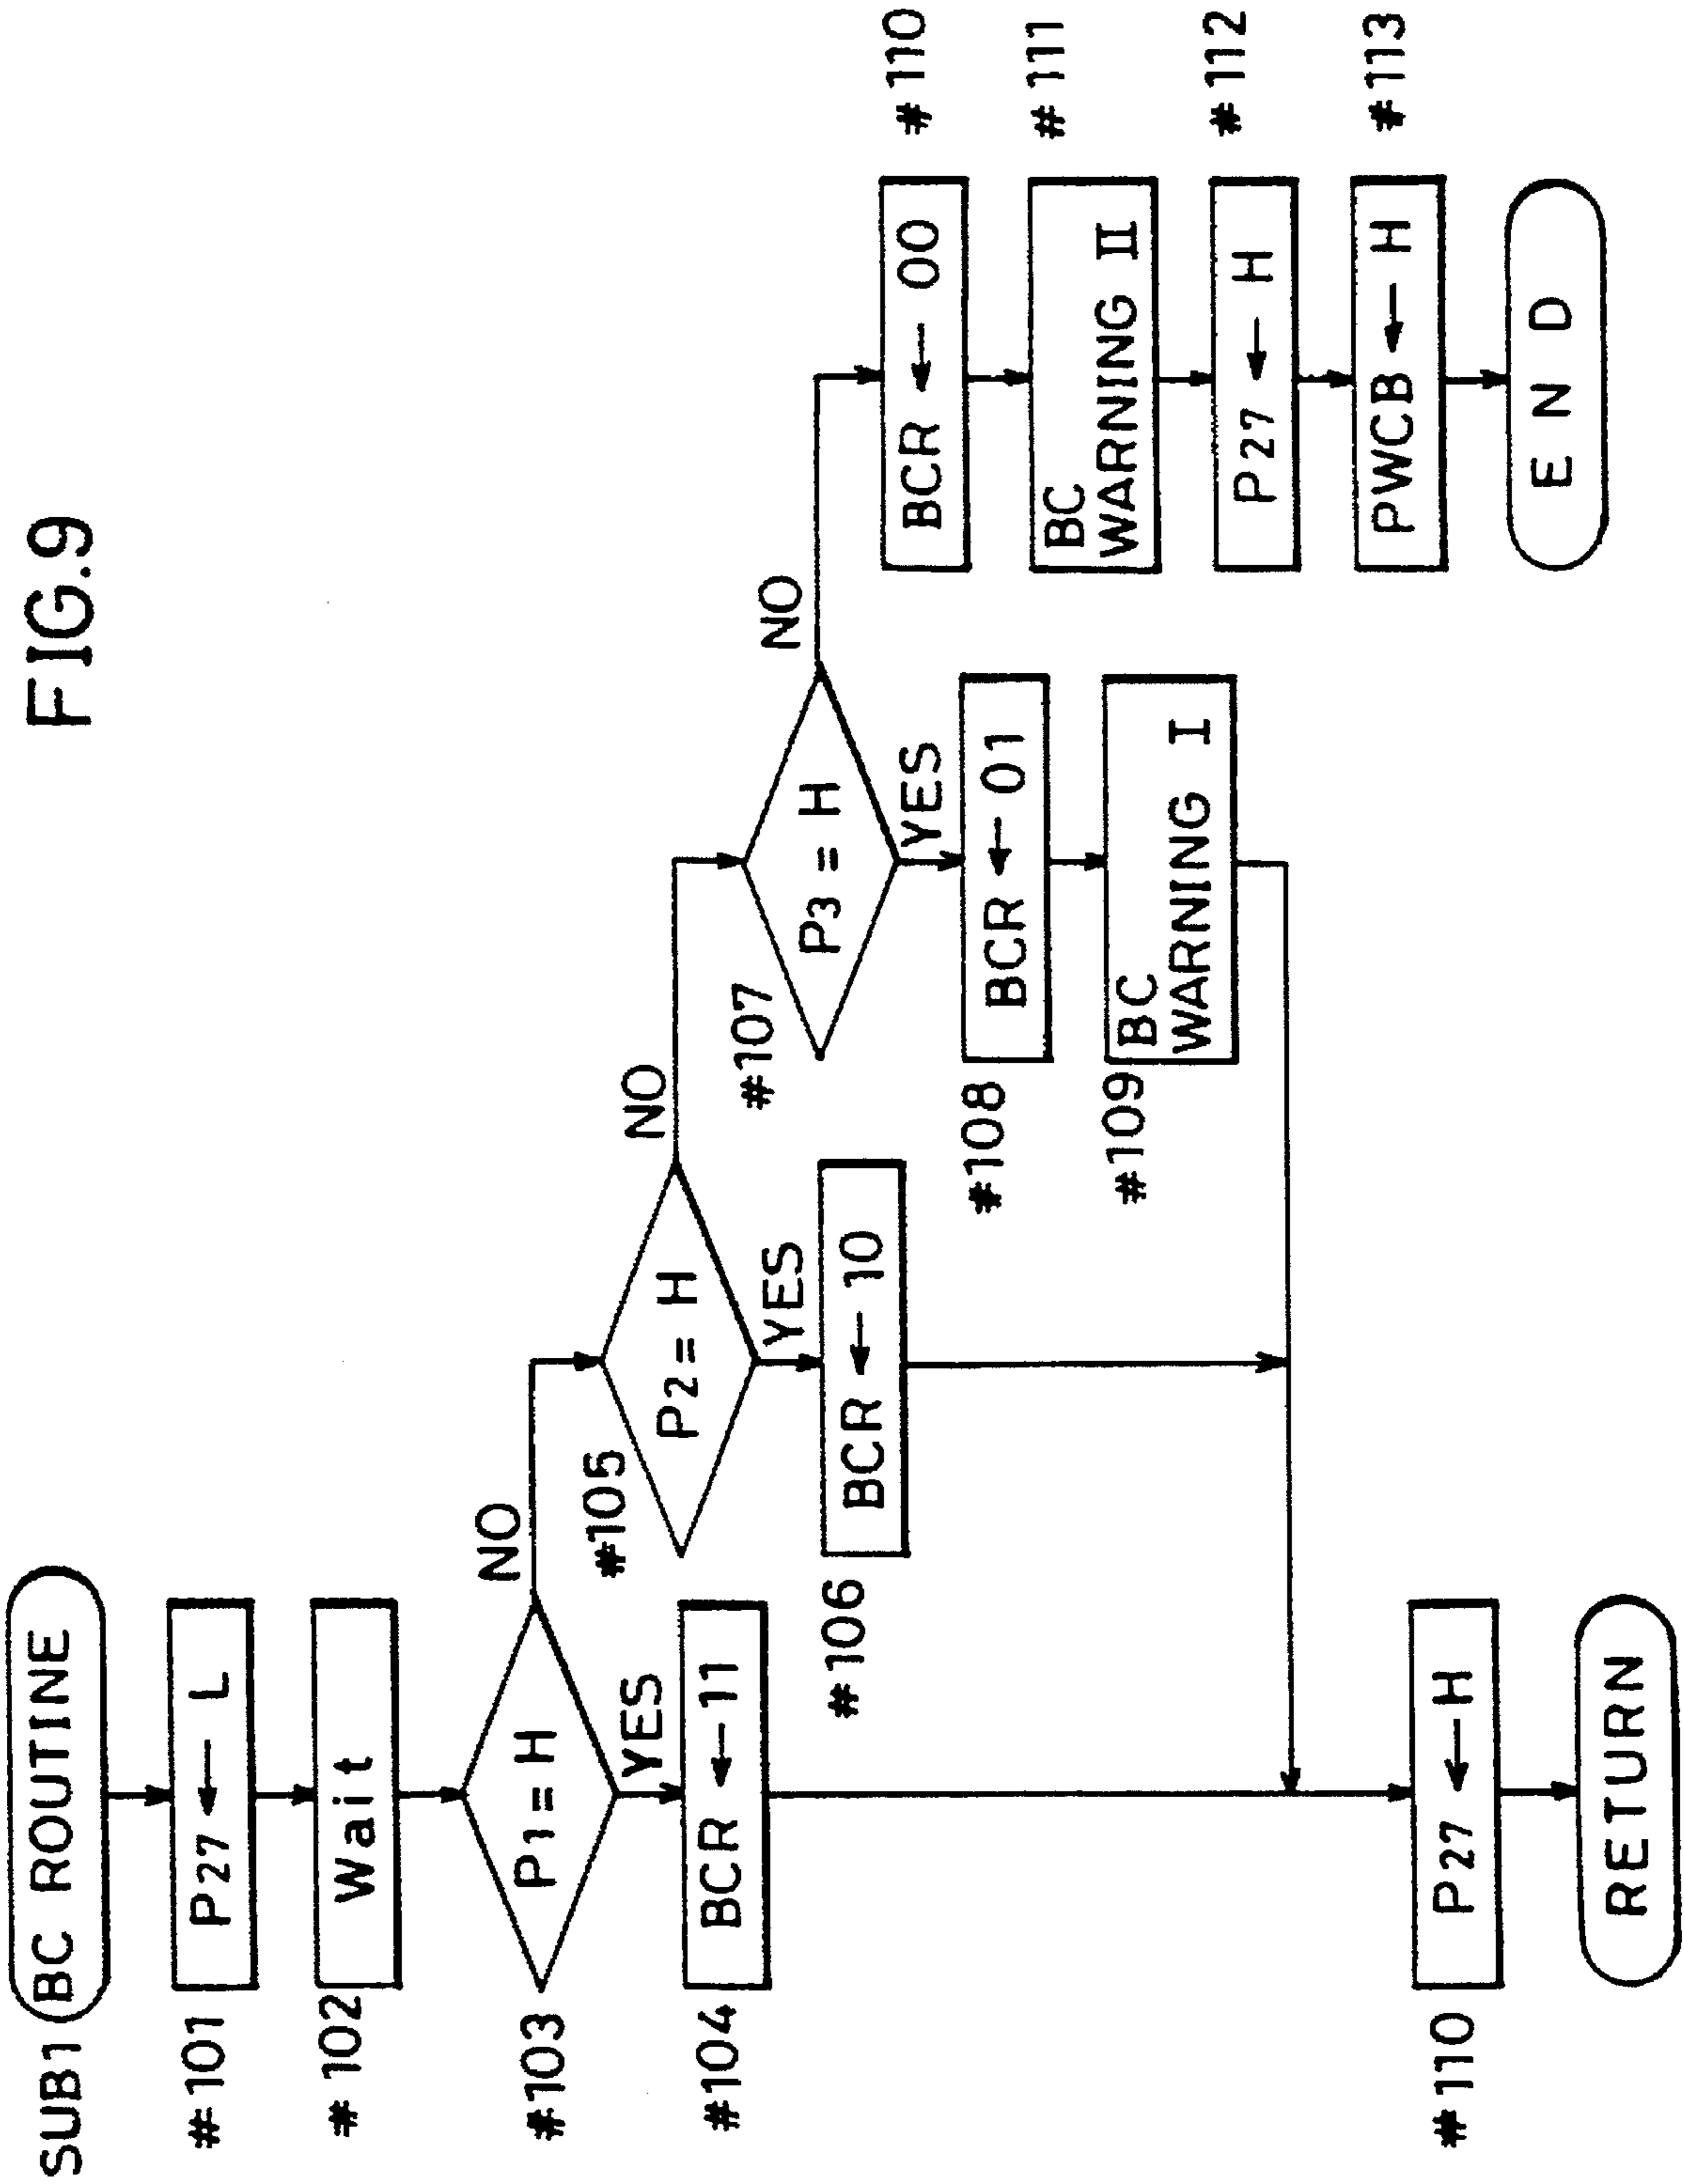 FIG.9
SUB1
BC ROUTINE
#101
P27 ← L
#102
Wait
#103
P1 = H
NO
YES
#104
BCR ← 11
#105
P2 = H
NO
YES
#106
BCR ← 10
#107
P3 = H
NO
YES
#108
BCR ← 01
#109
BC
WARNING I
BCR ← 00
#110
BC
WARNING II
#111
P27 ← H
#112
PWCB ← H
#113
END
#110
P27 ← H
RETURN